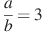 a/b = 3